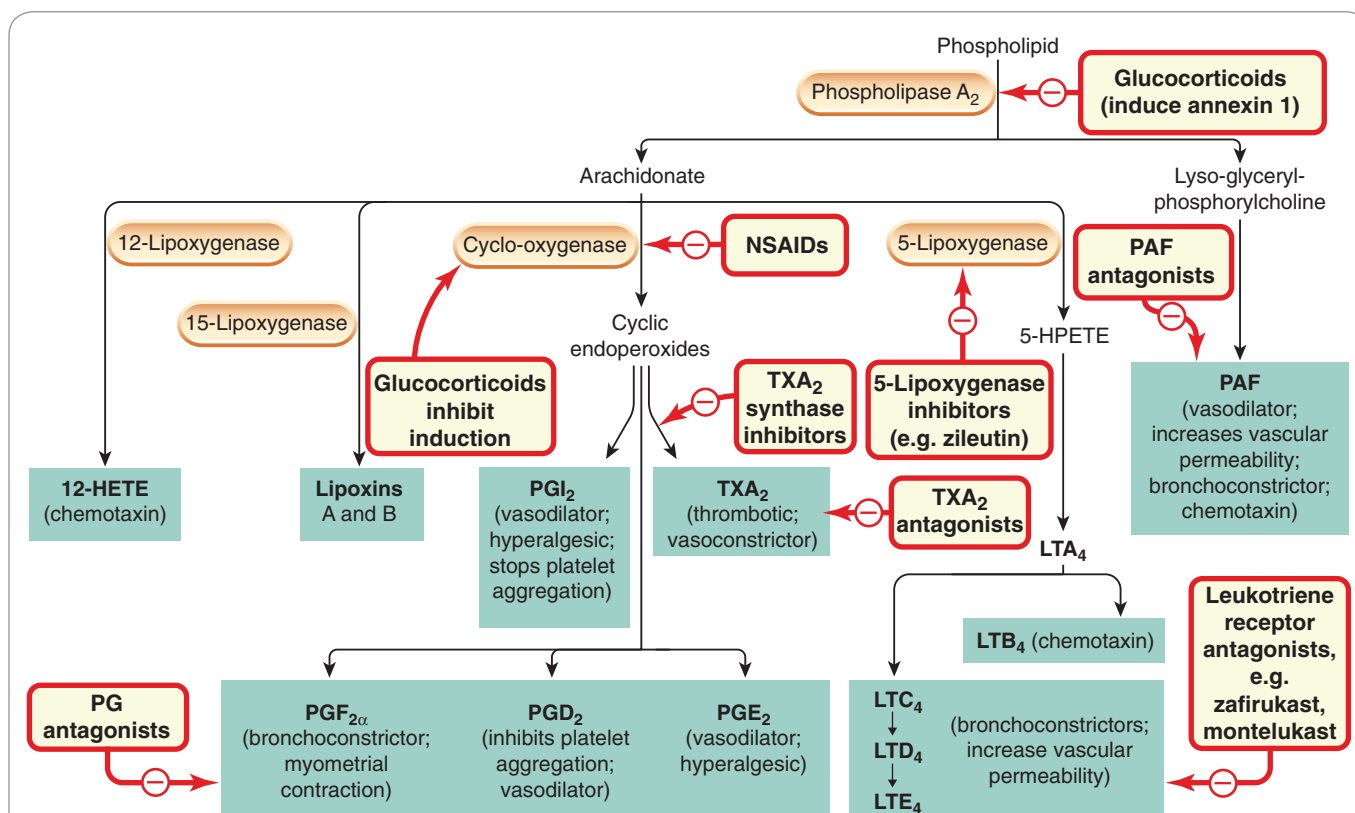 Phospholipid
Phospholipase A2
Glucocorticoids
(induce annexin 1)
Arachidonate
Lyso-glyceryl-
phosphorylcholine
12-Lipoxygenase
Cyclo-oxygenase
NSAIDs
5-Lipoxygenase
PAF
antagonists
15-Lipoxygenase
Cyclic
endoperoxides
5-HPETE
Glucocorticoids
inhibit
induction
TXA2
synthase
inhibitors
5-Lipoxygenase
inhibitors
(e.g. zileutin)
PAF
(vasodilator;
increases vascular
permeability;
bronchoconstrictor;
chemotaxin)
12-HETE
(chemotaxin)
Lipoxins
A and B
PGI2
(vasodilator;
hyperalgesic;
stops platelet
aggregation)
TXA2
(thrombotic;
vasoconstrictor)
TXA2
antagonists
LTA4
LTB4 (chemotaxin)
Leukotriene
receptor
antagonists,
e.g.
zafirukast,
montelukast
PG
antagonists
PGF2α
(bronchoconstrictor;
myometrial
contraction)
PGD2
(inhibits platelet
aggregation;
vasodilator)
PGE2
(vasodilator;
hyperalgesic)
LTC4
LTD4
LTE4
(bronchoconstrictors;
increase vascular
permeability)